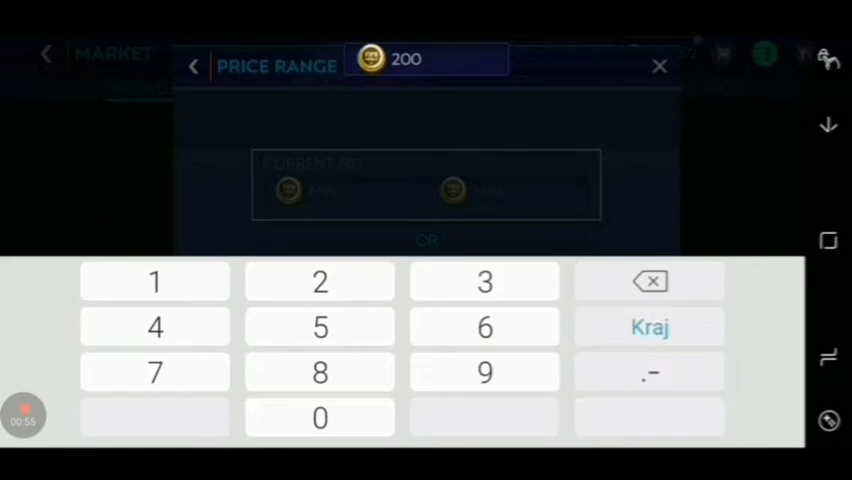 MARKET
PRICE RANGE
200
CURRENT BID
OR
1 2 3
4 5 6 Kraj
7 8 9 .-
0
00:55